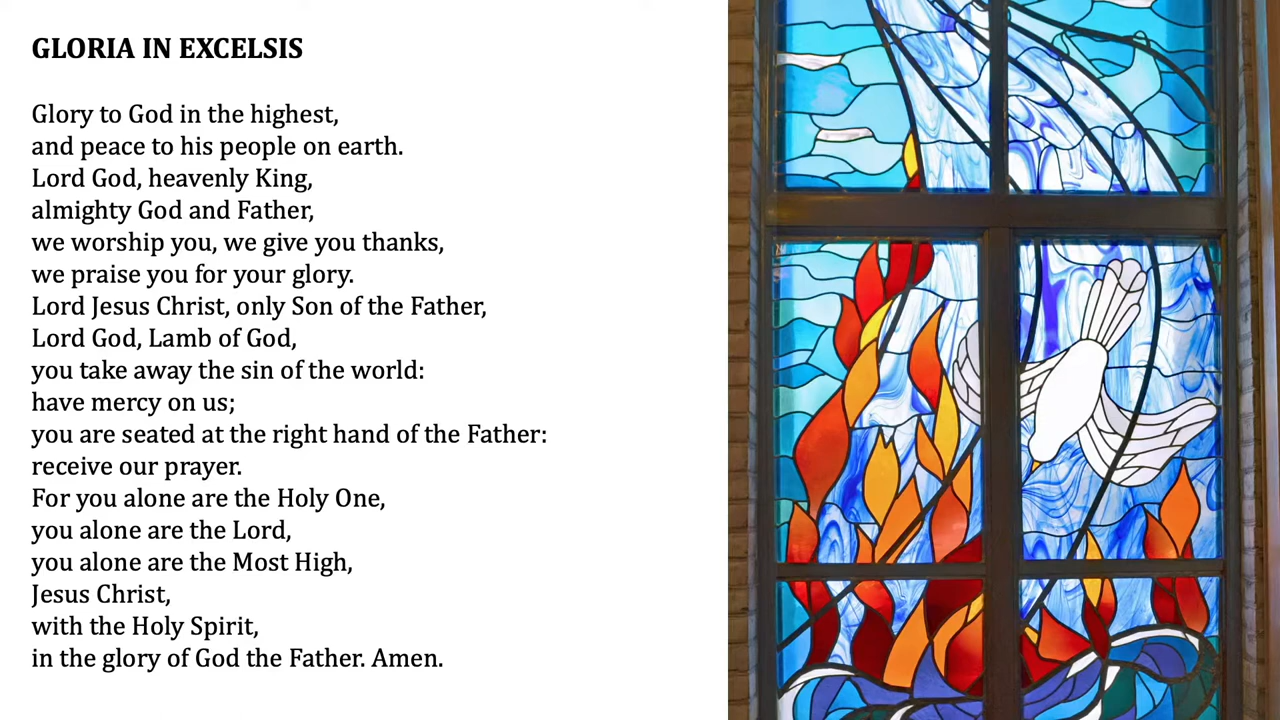 GLORIA IN EXCELSIS
Glory to God in the highest,
and peace to his people on earth.
Lord God, heavenly King,
almighty God and Father,
we worship you, we give you thanks,
we praise you for your glory.
Lord Jesus Christ, only Son of the Father,
Lord God, Lamb of God,
you take away the sin of the world:
have mercy on us;
you are seated at the right hand of the Father:
receive our prayer.
For you alone are the Holy One,
you alone are the Lord,
you alone are the Most High,
Jesus Christ,
with the Holy Spirit,
in the glory of God the Father. Amen.